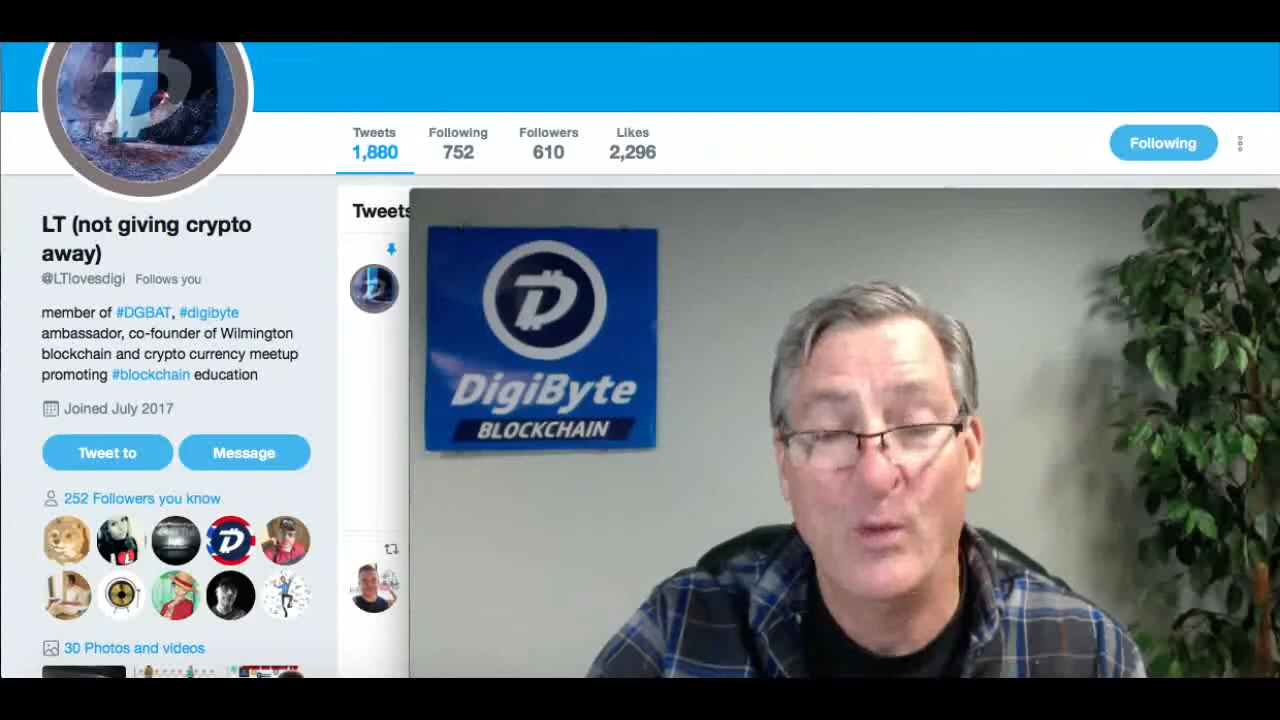 Tweets Following Followers Likes
1,880 752 610 2,296
Following
LT (not giving crypto
away)
@LTlovesdigi Follows you
member of #DGBAT, #digibyte
ambassador, co-founder of Wilmington
blockchain and crypto currency meetup
promoting #blockchain education
Joined July 2017
Tweet to Message
252 Followers you know
30 Photos and videos
Tweets
DigiByte
BLOCKCHAIN